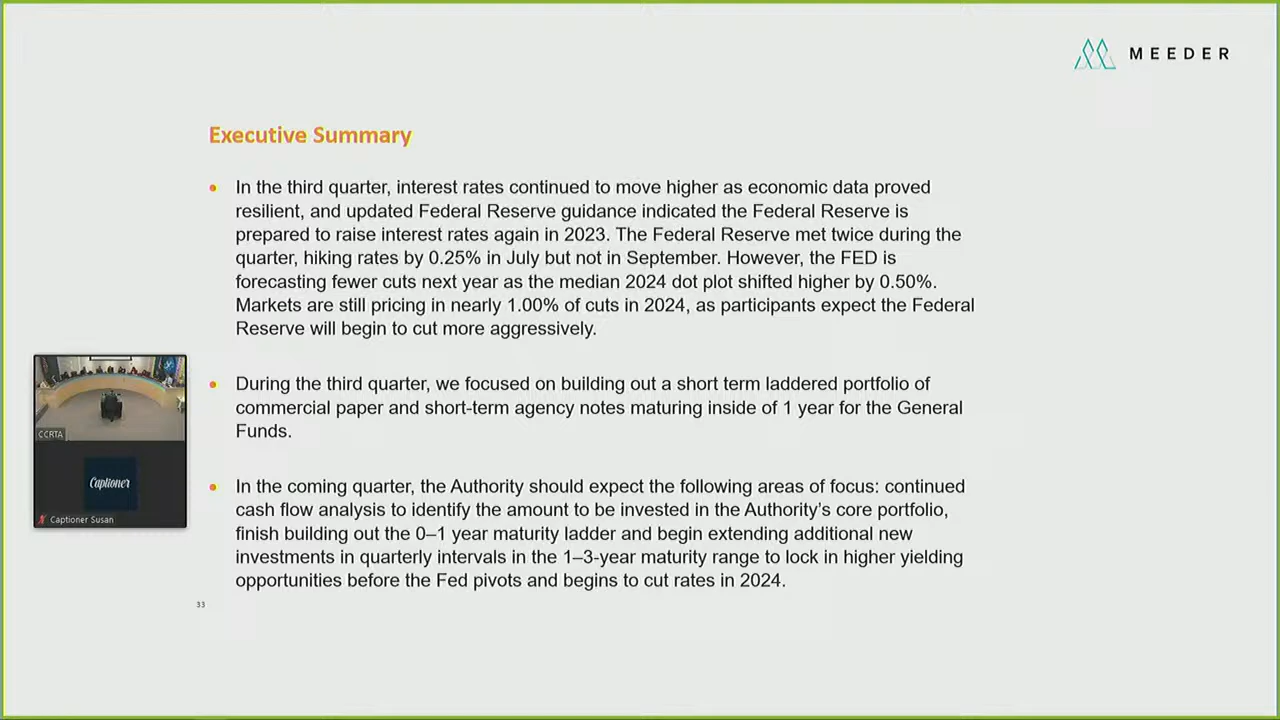 MEEDER
Executive Summary
In the third quarter, interest rates continued to move higher as economic data proved
resilient, and updated Federal Reserve guidance indicated the Federal Reserve is
prepared to raise interest rates again in 2023. The Federal Reserve met twice during the
quarter, hiking rates by 0.25% in July but not in September. However, the FED is
forecasting fewer cuts next year as the median 2024 dot plot shifted higher by 0.50%.
Markets are still pricing in nearly 1.00% of cuts in 2024, as participants expect the Federal
Reserve will begin to cut more aggressively.
During the third quarter, we focused on building out a short term laddered portfolio of
commercial paper and short-term agency notes maturing inside of 1 year for the General
Funds.
In the coming quarter, the Authority should expect the following areas of focus: continued
cash flow analysis to identify the amount to be invested in the Authority's core portfolio,
finish building out the 0–1 year maturity ladder and begin extending additional new
investments in quarterly intervals in the 1–3-year maturity range to lock in higher yielding
opportunities before the Fed pivots and begins to cut rates in 2024.
33
CCRTA
Captioner
Captioner Susan